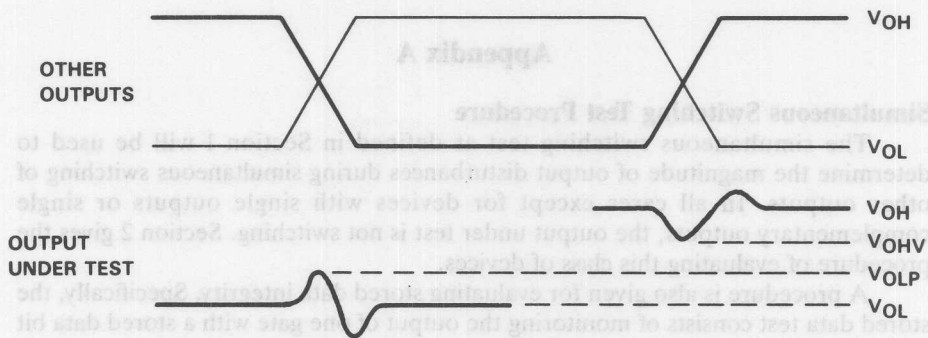 VOH
Appendix A
OTHER
OUTPUTS
Simultaneous Switching Test Procedure
The simultaneous switching test as defined in Section 1 will be used to
VOL
determine the magnitude of output disturbances during simultaneous switching of
other outputs. In all cases except for devices with single outputs or single
VOH
complementary outputs, the output under test is not switching. Section 2 gives the
OUTPUT
UNDER TEST
VOHV
procedure of evaluating this class of devices.
VOLP
A procedure is also given for evaluating stored data integrity. Specifically, the
VOL
stored data test consists of monitoring the output of one gate with a stored data bit